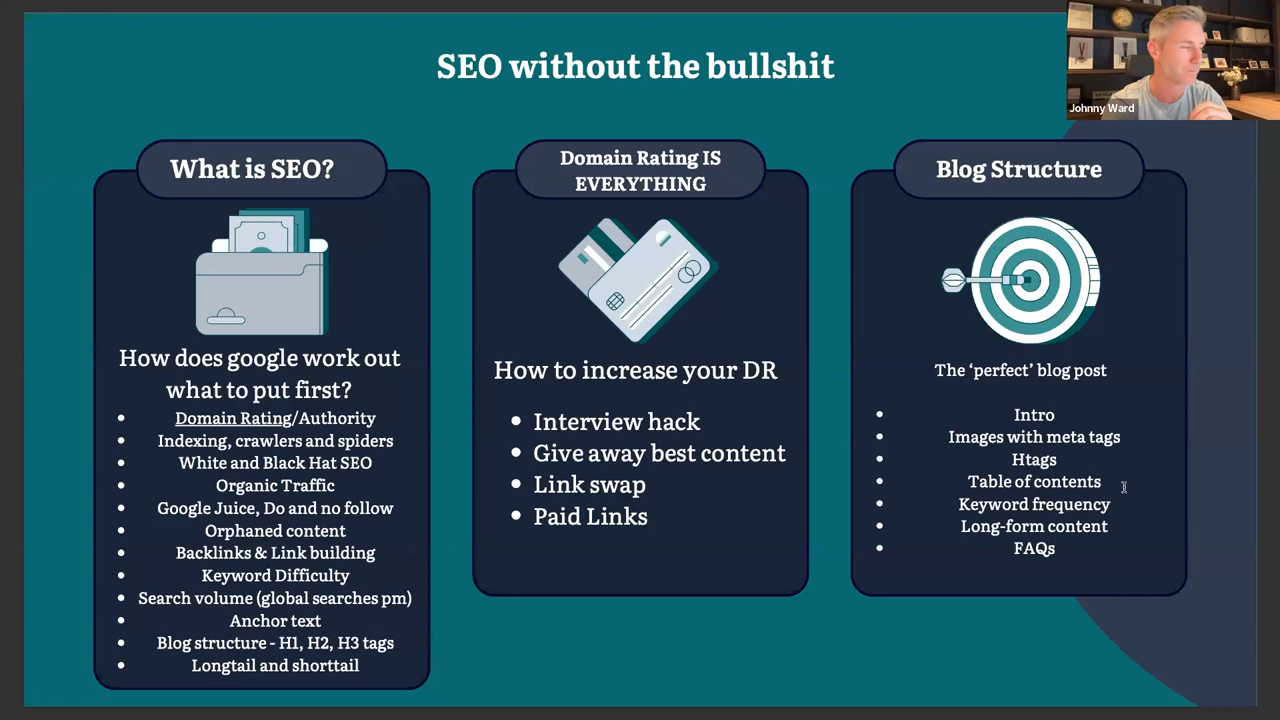 SEO without the bullshit
Johnny Ward
What is SEO?
How does google work out
what to put first?
• Domain Rating/Authority
• Indexing, crawlers and spiders
• White and Black Hat SEO
• Organic Traffic
• Google Juice, Do and no follow
• Orphaned content
• Backlinks & Link building
• Keyword Difficulty
• Search volume (global searches pm)
• Anchor text
• Blog structure - H1, H2, H3 tags
• Longtail and shorttail
Domain Rating IS
EVERYTHING
How to increase your DR
• Interview hack
• Give away best content
• Link swap
• Paid Links
Blog Structure
The ‘perfect’ blog post
• Intro
• Images with meta tags
• Htags
• Table of contents
• Keyword frequency
• Long-form content
• FAQs